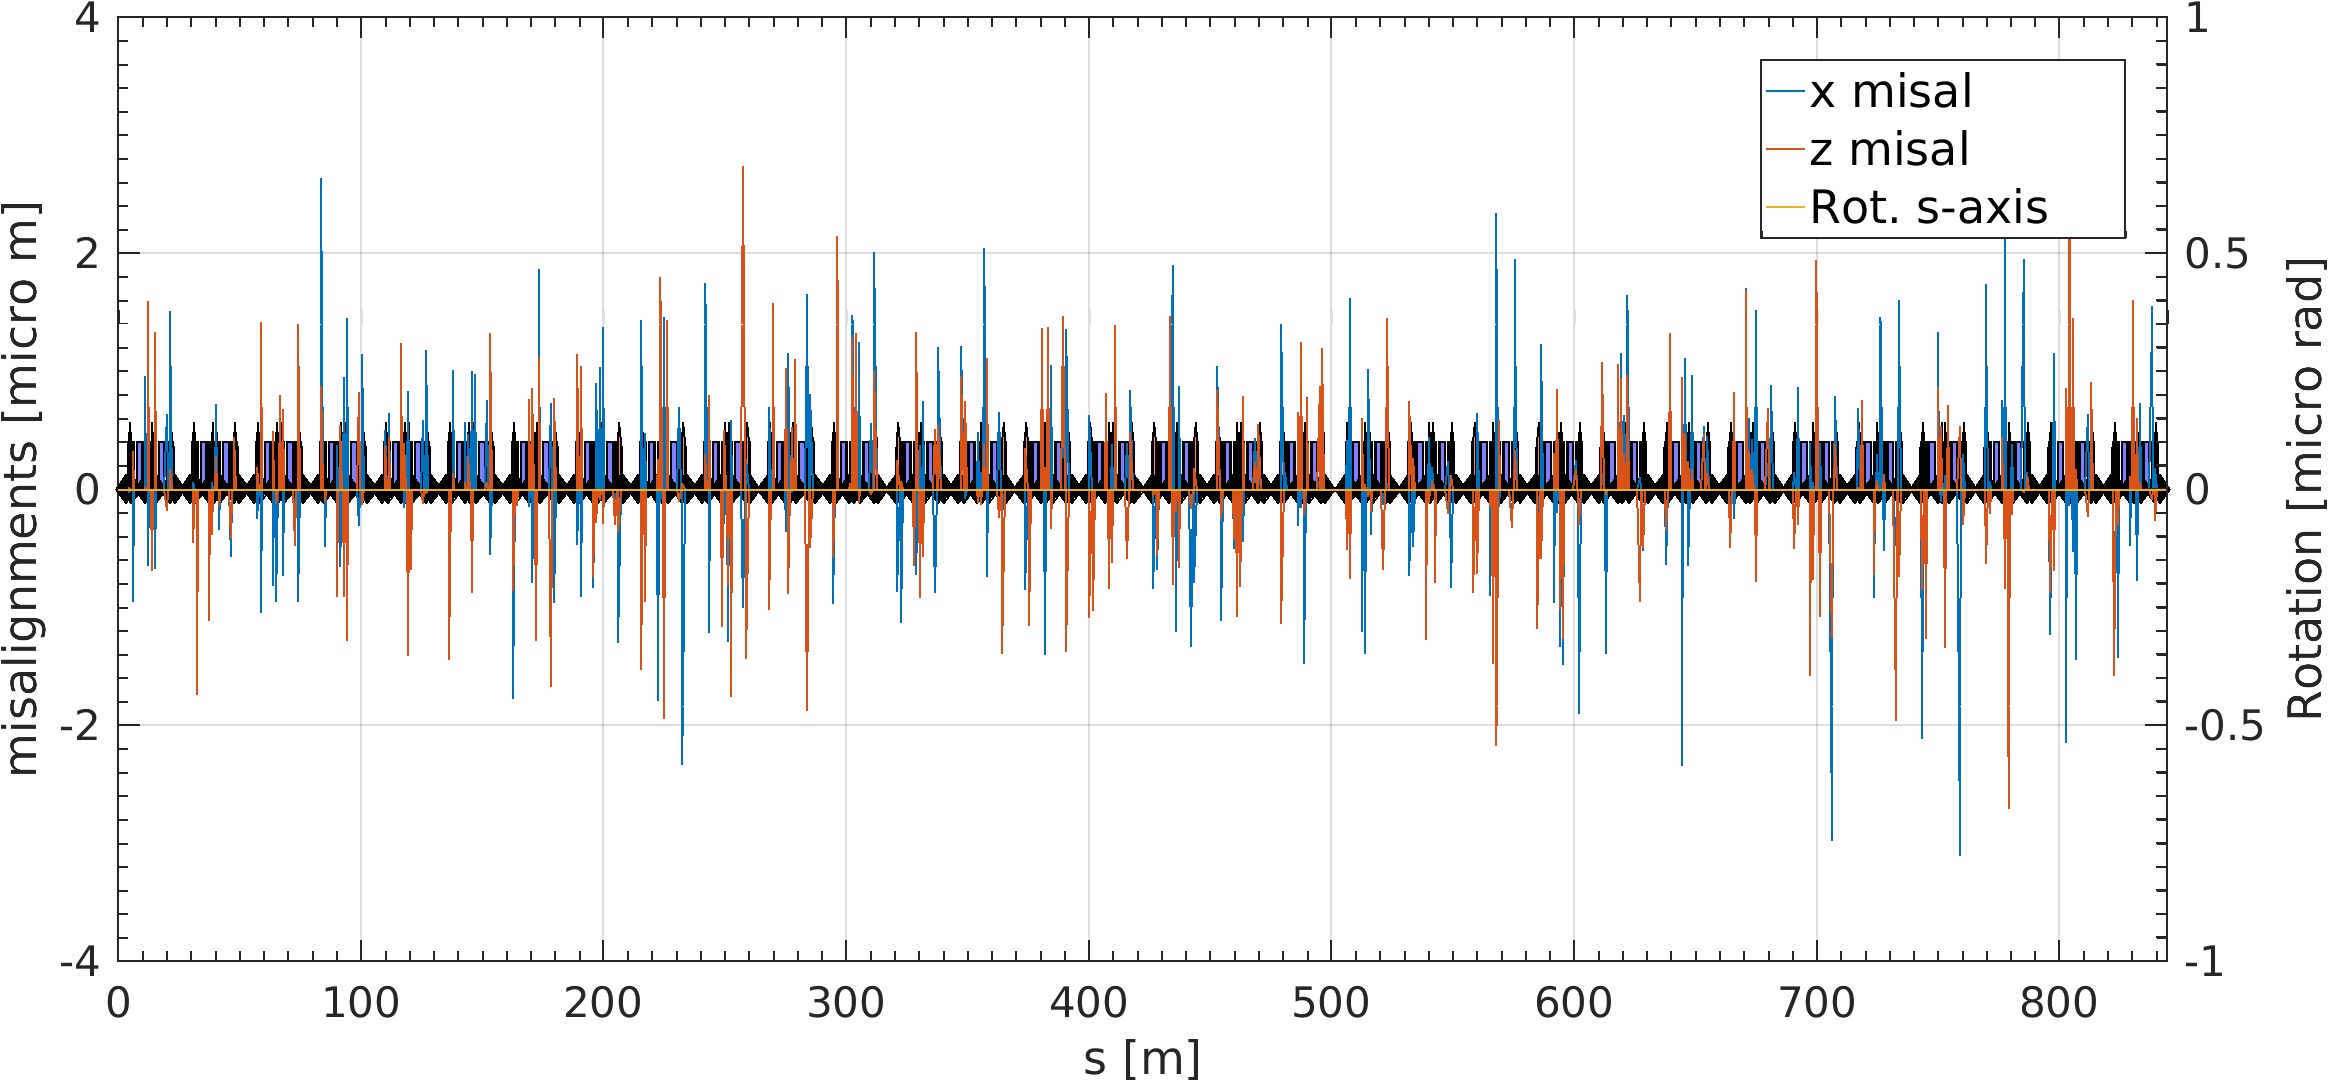 4
2
0
-2
-4
misalignments [micro m]
1
0.5
0
-0.5
-1
Rotation [micro rad]
x misal
z misal
Rot. s-axis
0 100 200 300 400 500 600 700 800
s [m]